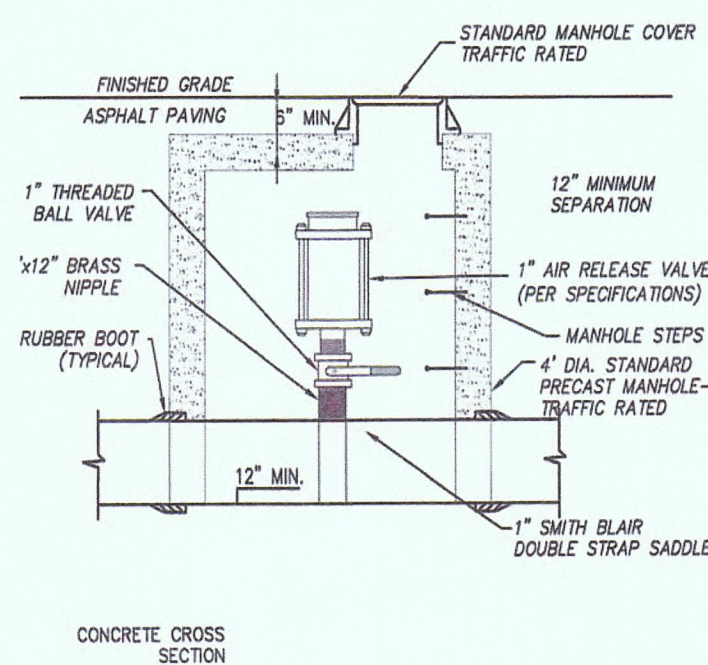 STANDARD MANHOLE COVER
TRAFFIC RATED
FINISHED GRADE
ASPHALT PAVING
6" MIN.
1" THREADED
BALL VALVE
12" MINIMUM
SEPARATION
'x12" BRASS
NIPPLE
1" AIR RELEASE VALVE
(PER SPECIFICATIONS)
RUBBER BOOT
(TYPICAL)
MANHOLE STEPS
4' DIA. STANDARD
PRECAST MANHOLE-
TRAFFIC RATED
12" MIN.
1" SMITH BLAIR
DOUBLE STRAP SADDLE
CONCRETE CROSS
SECTION